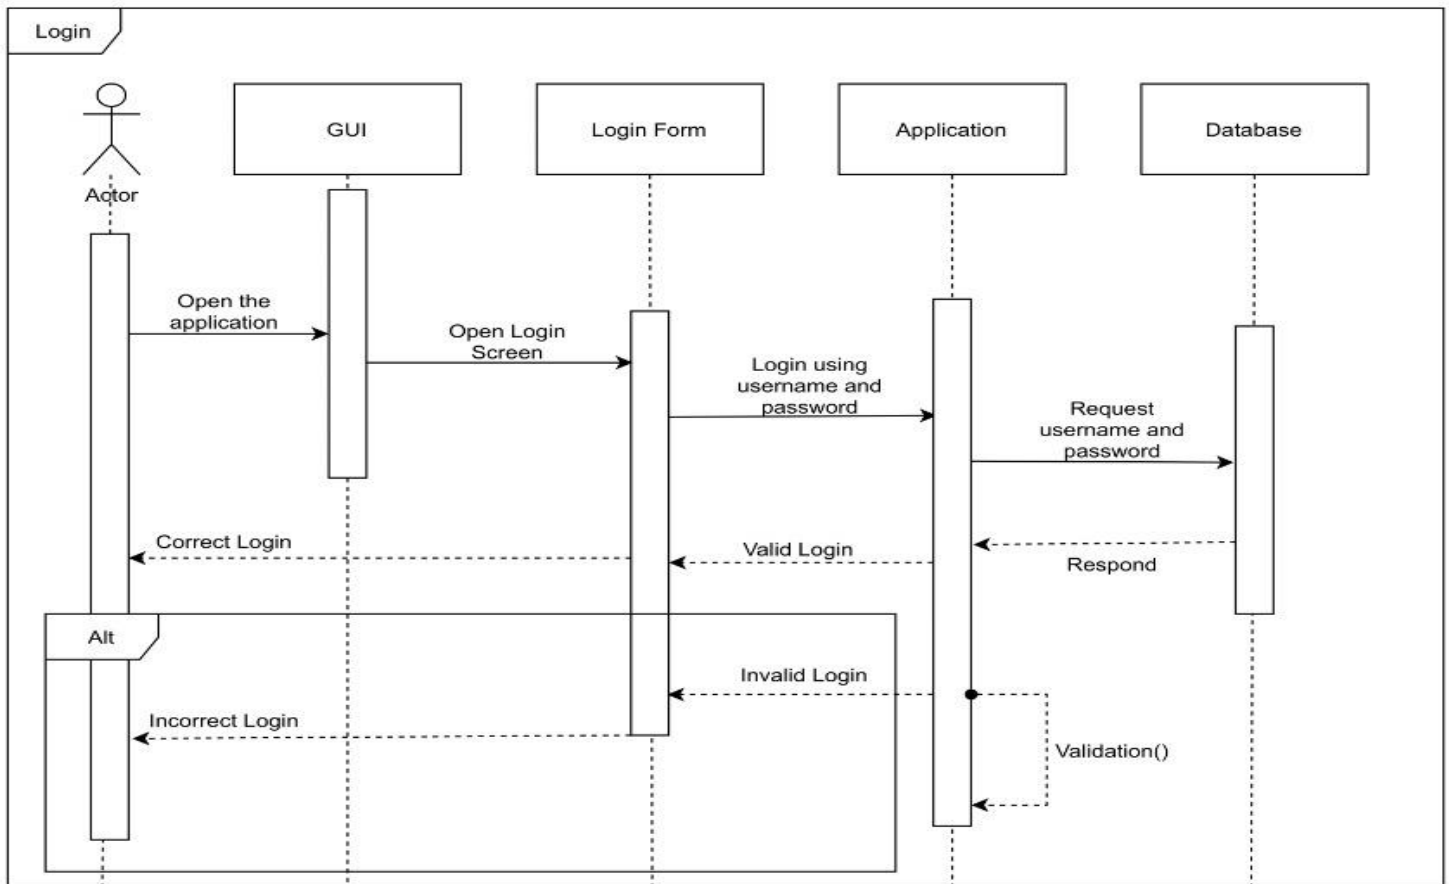 Login
Actor
GUI
Login Form
Application
Database
Open the
application
Open Login
Screen
Login using
username and
password
Request
username and
password
Correct Login
Valid Login
Respond
Alt
Invalid Login
Incorrect Login
Validation()